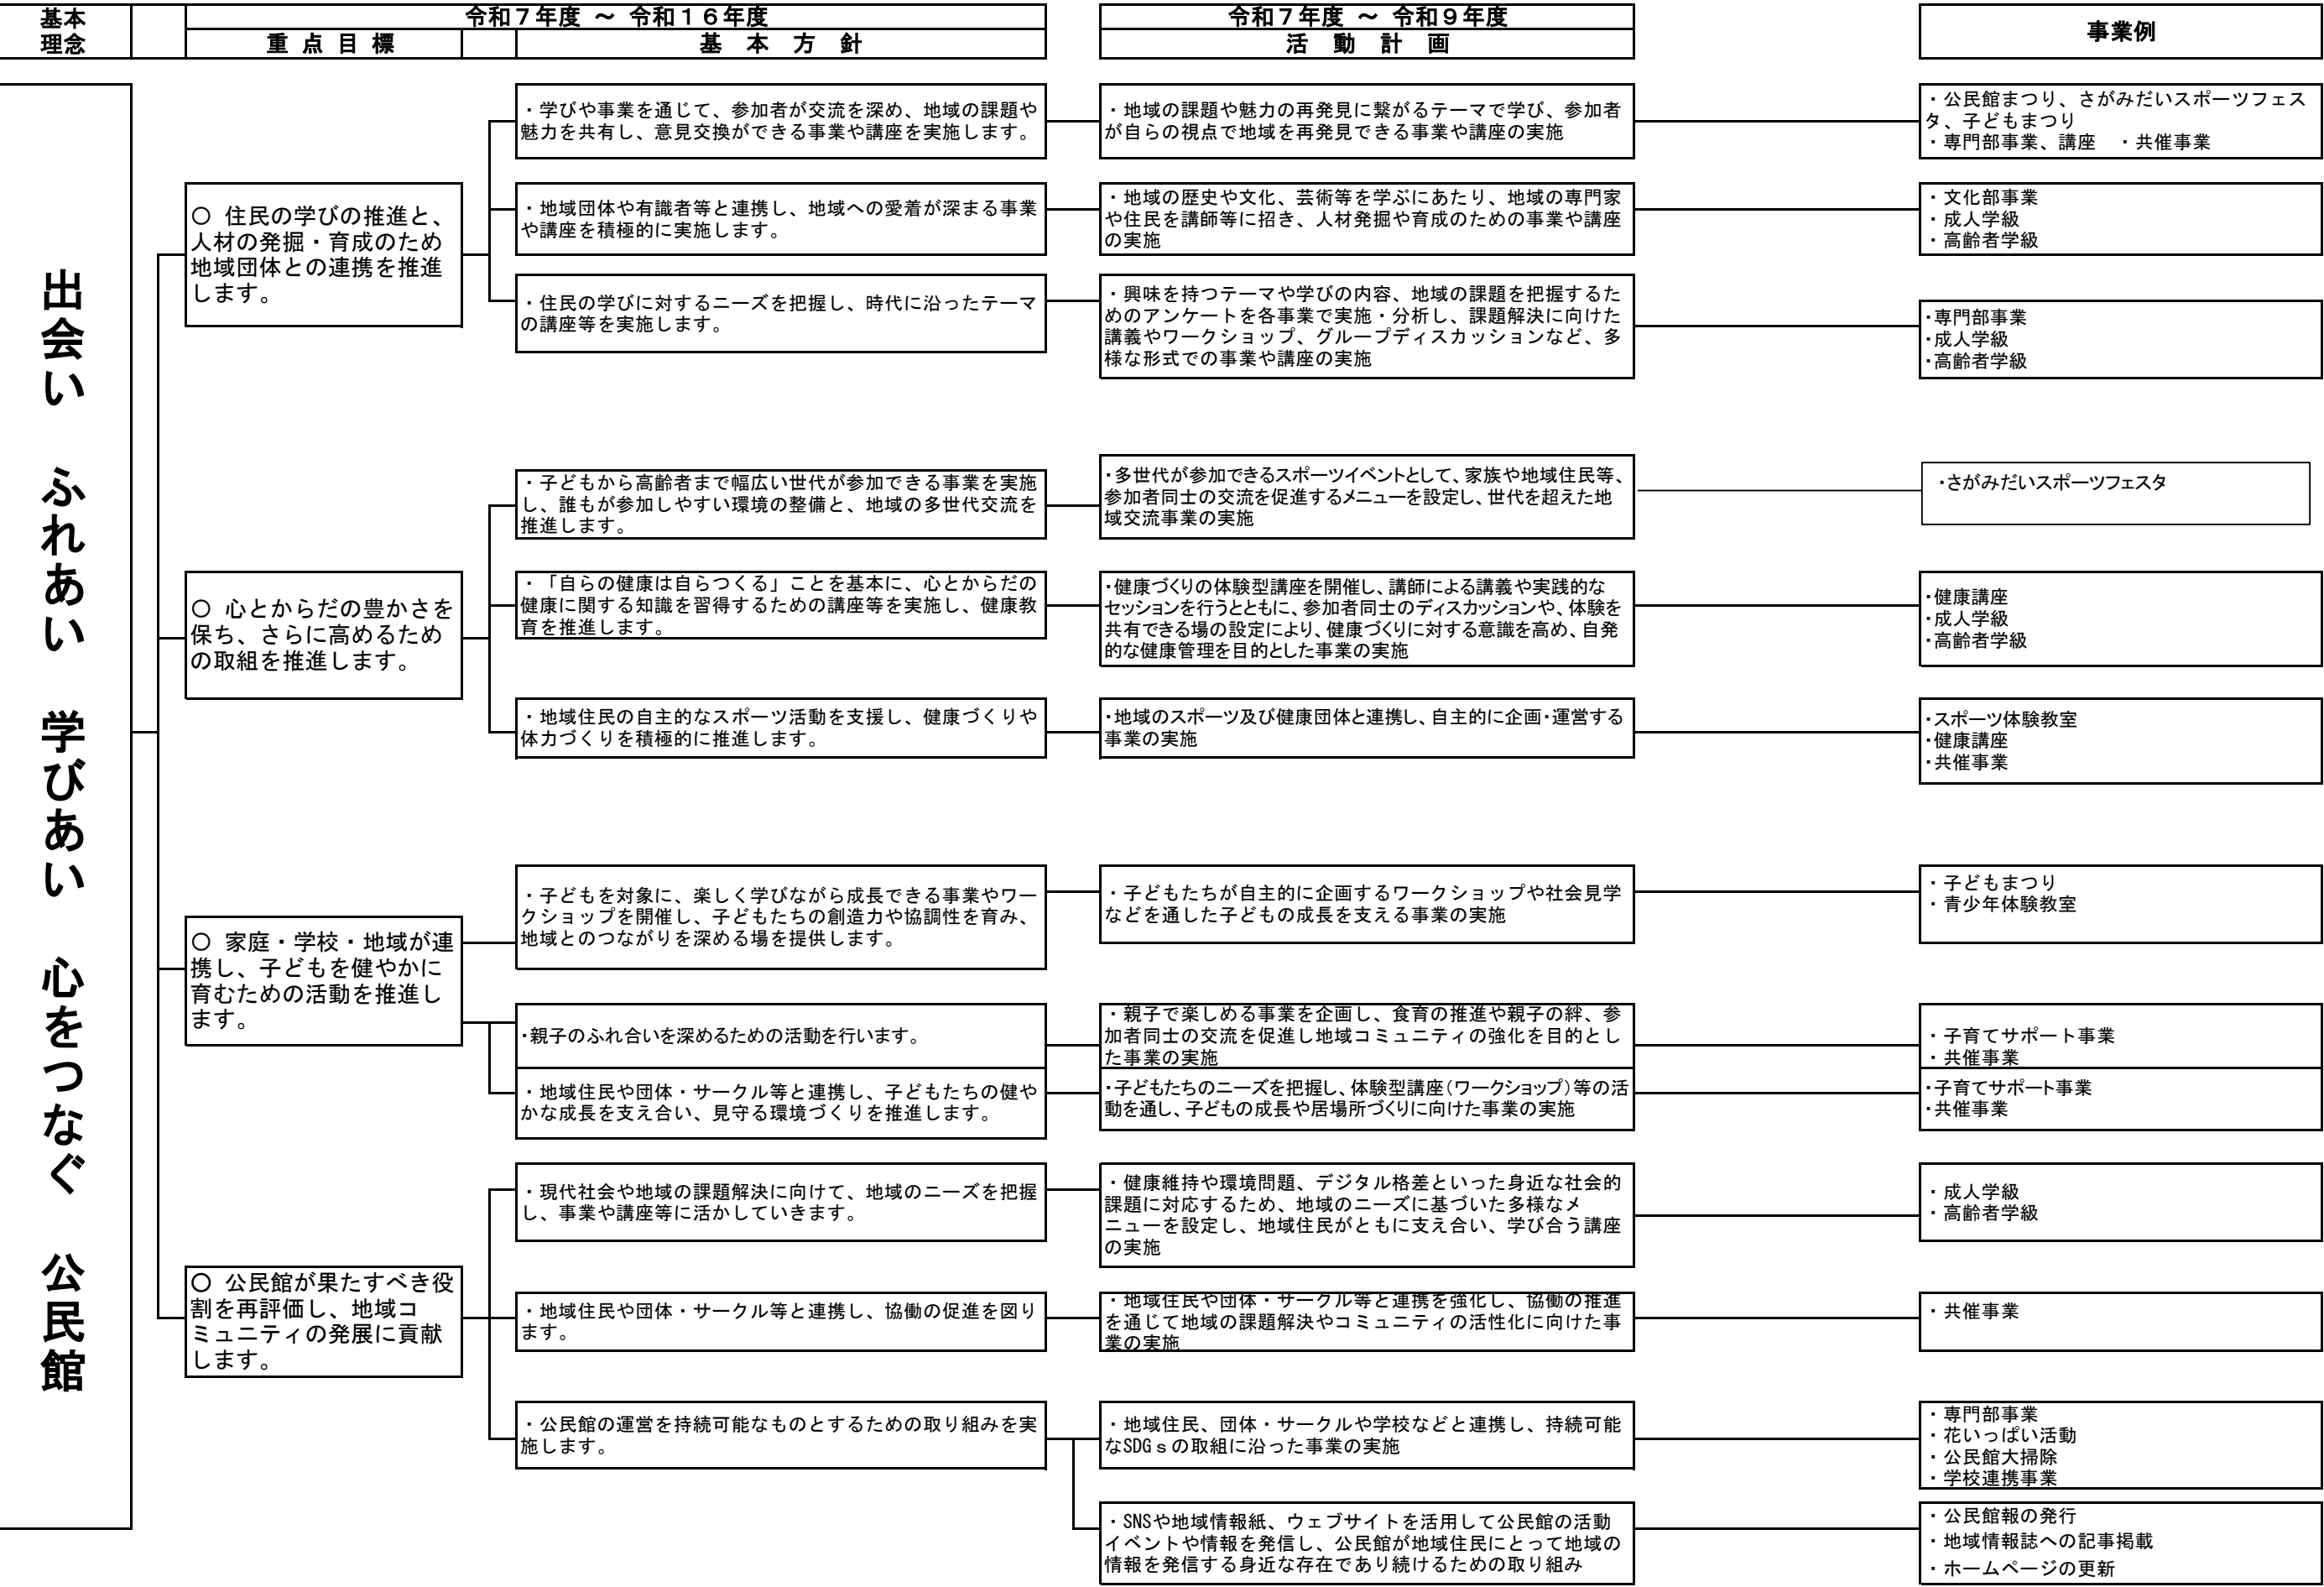 基本
理念
令和７年度 ～ 令和１６年度
重 点 目 標
基 本 方 針
令和７年度 ～ 令和９年度
活 動 計 画
事業例
出会い ふれあい 学びあい 心をつなぐ 公民館
〇 住民の学びの推進と、
人材の発掘・育成のため
地域団体との連携を推進
します。
・学びや事業を通じて、参加者が交流を深め、地域の課題や
魅力を共有し、意見交換ができる事業や講座を実施します。
・地域の課題や魅力の再発見に繋がるテーマで学び、参加者
が自らの視点で地域を再発見できる事業や講座の実施
・公民館まつり、さがみだいスポーツフェス
タ、子どもまつり
・専門部事業、講座 ・共催事業
・地域団体や有識者等と連携し、地域への愛着が深まる事業
や講座を積極的に実施します。
・地域の歴史や文化、芸術等を学ぶにあたり、地域の専門家
や住民を講師等に招き、人材発掘や育成のための事業や講座
の実施
・文化部事業
・成人学級
・高齢者学級
・住民の学びに対するニーズを把握し、時代に沿ったテーマ
の講座等を実施します。
・興味を持つテーマや学びの内容、地域の課題を把握するた
めのアンケートを各事業で実施・分析し、課題解決に向けた
講義やワークショップ、グループディスカッションなど、多
様な形式での事業や講座の実施
・専門部事業
・成人学級
・高齢者学級
〇 心とからだの豊かさを
保ち、さらに高めるため
の取組を推進します。
・子どもから高齢者まで幅広い世代が参加できる事業を実施
し、誰もが参加しやすい環境の整備と、地域の多世代交流を
推進します。
・多世代が参加できるスポーツイベントとして、家族や地域住民等、
参加者同士の交流を促進するメニューを設定し、世代を超えた地
域交流事業の実施
・さがみだいスポーツフェスタ
・「自らの健康は自らつくる」ことを基本に、心とからだの
健康に関する知識を習得するための講座等を実施し、健康教
育を推進します。
・健康づくりの体験型講座を開催し、講師による講義や実践的な
セッションを行うとともに、参加者同士のディスカッションや、体験を
共有できる場の設定により、健康づくりに対する意識を高め、自発
的な健康管理を目的とした事業の実施
・健康講座
・成人学級
・高齢者学級
・地域住民の自主的なスポーツ活動を支援し、健康づくりや
体力づくりを積極的に推進します。
・地域のスポーツ及び健康団体と連携し、自主的に企画・運営する
事業の実施
・スポーツ体験教室
・健康講座
・共催事業
〇 家庭・学校・地域が連
携し、子どもを健やかに
育むための活動を推進し
ます。
・子どもを対象に、楽しく学びながら成長できる事業やワー
クショップを開催し、子どもたちの創造力や協調性を育み、
地域とのつながりを深める場を提供します。
・子どもたちが自主的に企画するワークショップや社会見学
などを通した子どもの成長を支える事業の実施
・子どもまつり
・青少年体験教室
・親子のふれ合いを深めるための活動を行います。
・親子で楽しめる事業を企画し、食育の推進や親子の絆、参
加者同士の交流を促進し地域コミュニティの強化を目的とし
た事業の実施
・子育てサポート事業
・共催事業
・地域住民や団体・サークル等と連携し、子どもたちの健や
かな成長を支え合い、見守る環境づくりを推進します。
・子どもたちのニーズを把握し、体験型講座（ワークショップ）等の活
動を通し、子どもの成長や居場所づくりに向けた事業の実施
・子育てサポート事業
・共催事業
〇 公民館が果たすべき役
割を再評価し、地域コ
ミュニティの発展に貢献
します。
・現代社会や地域の課題解決に向けて、地域のニーズを把握
し、事業や講座等に活かしていきます。
・健康維持や環境問題、デジタル格差といった身近な社会的
課題に対応するため、地域のニーズに基づいた多様なメ
ニューを設定し、地域住民がともに支え合い、学び合う講座
の実施
・成人学級
・高齢者学級
・地域住民や団体・サークル等と連携し、協働の促進を図り
ます。
・地域住民や団体・サークル等と連携を強化し、協働の推進
を通じて地域の課題解決やコミュニティの活性化に向けた事
業の実施
・共催事業
・公民館の運営を持続可能なものとするための取り組みを実
施します。
・地域住民、団体・サークルや学校などと連携し、持続可能
なSDGｓの取組に沿った事業の実施
・専門部事業
・花いっぱい活動
・公民館大掃除
・学校連携事業
・SNSや地域情報紙、ウェブサイトを活用して公民館の活動
イベントや情報を発信し、公民館が地域住民にとって地域の
情報を発信する身近な存在であり続けるための取り組み
・公民館報の発行
・地域情報誌への記事掲載
・ホームページの更新